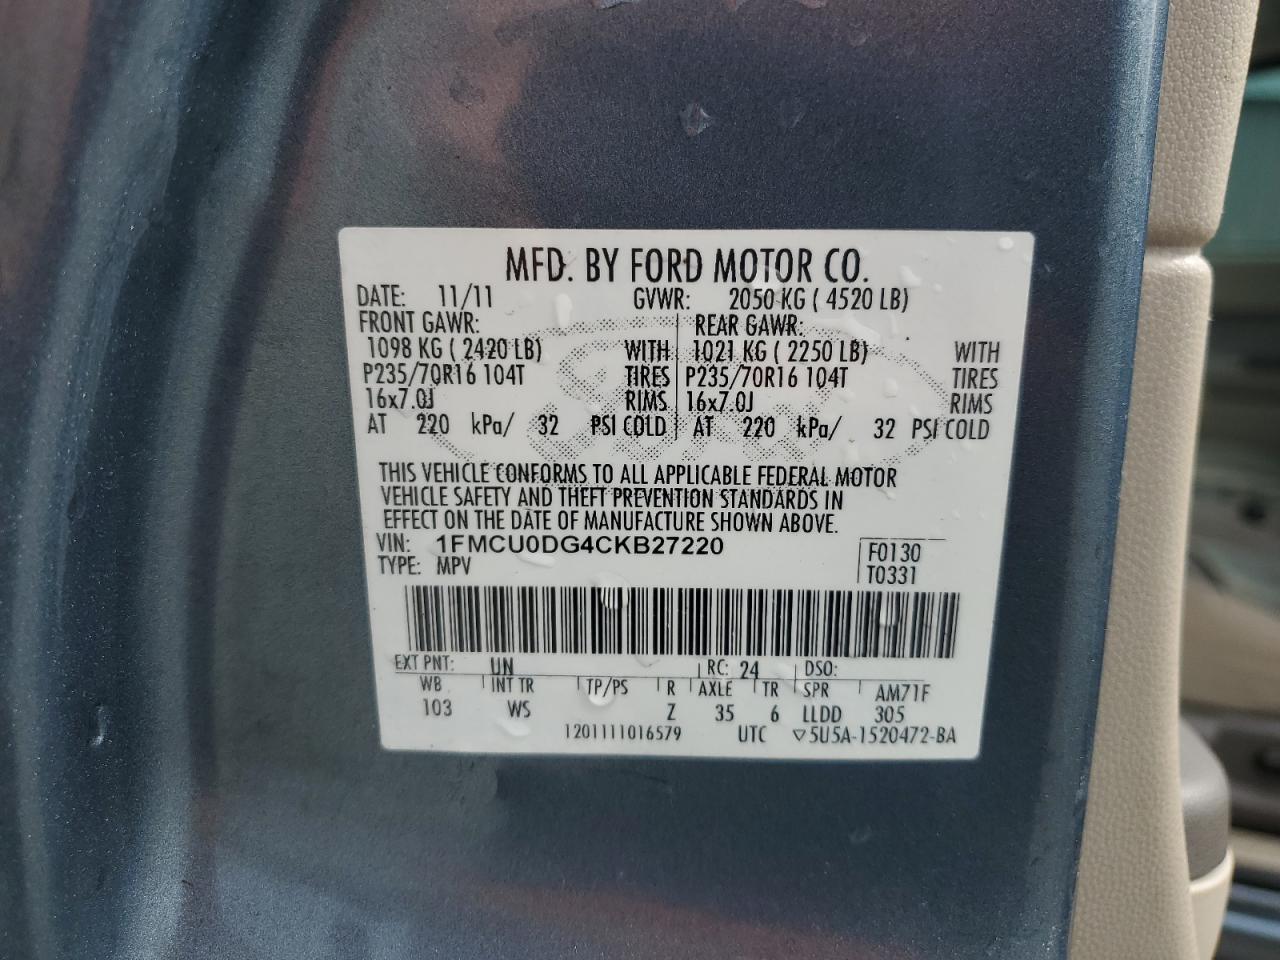 MFD. BY FORD MOTOR CO.
DATE: 11/11 GVWR: 2050 KG ( 4520 LB)
FRONT GAWR: REAR GAWR:
1098 KG ( 2420 LB) WITH 1021 KG ( 2250 LB) WITH
P235/70R16 104T TIRES P235/70R16 104T TIRES
16x7.0J RIMS 16x7.0J RIMS
AT 220 kPa/ 32 PSI COLD AT 220 kPa/ 32 PSI COLD
THIS VEHICLE CONFORMS TO ALL APPLICABLE FEDERAL MOTOR
VEHICLE SAFETY AND THEFT PREVENTION STANDARDS IN
EFFECT ON THE DATE OF MANUFACTURE SHOWN ABOVE.
VIN: 1FMCU0DG4CKB27220 F0130
TYPE: MPV T0331
EXT PNT: UN RC: 24 DSO:
WB INT TR TP/PS R AXLE TR SPR AM71F
103 WS Z 35 6 LLDD 305
1201111016579 UTC ▽5U5A-1520472-BA